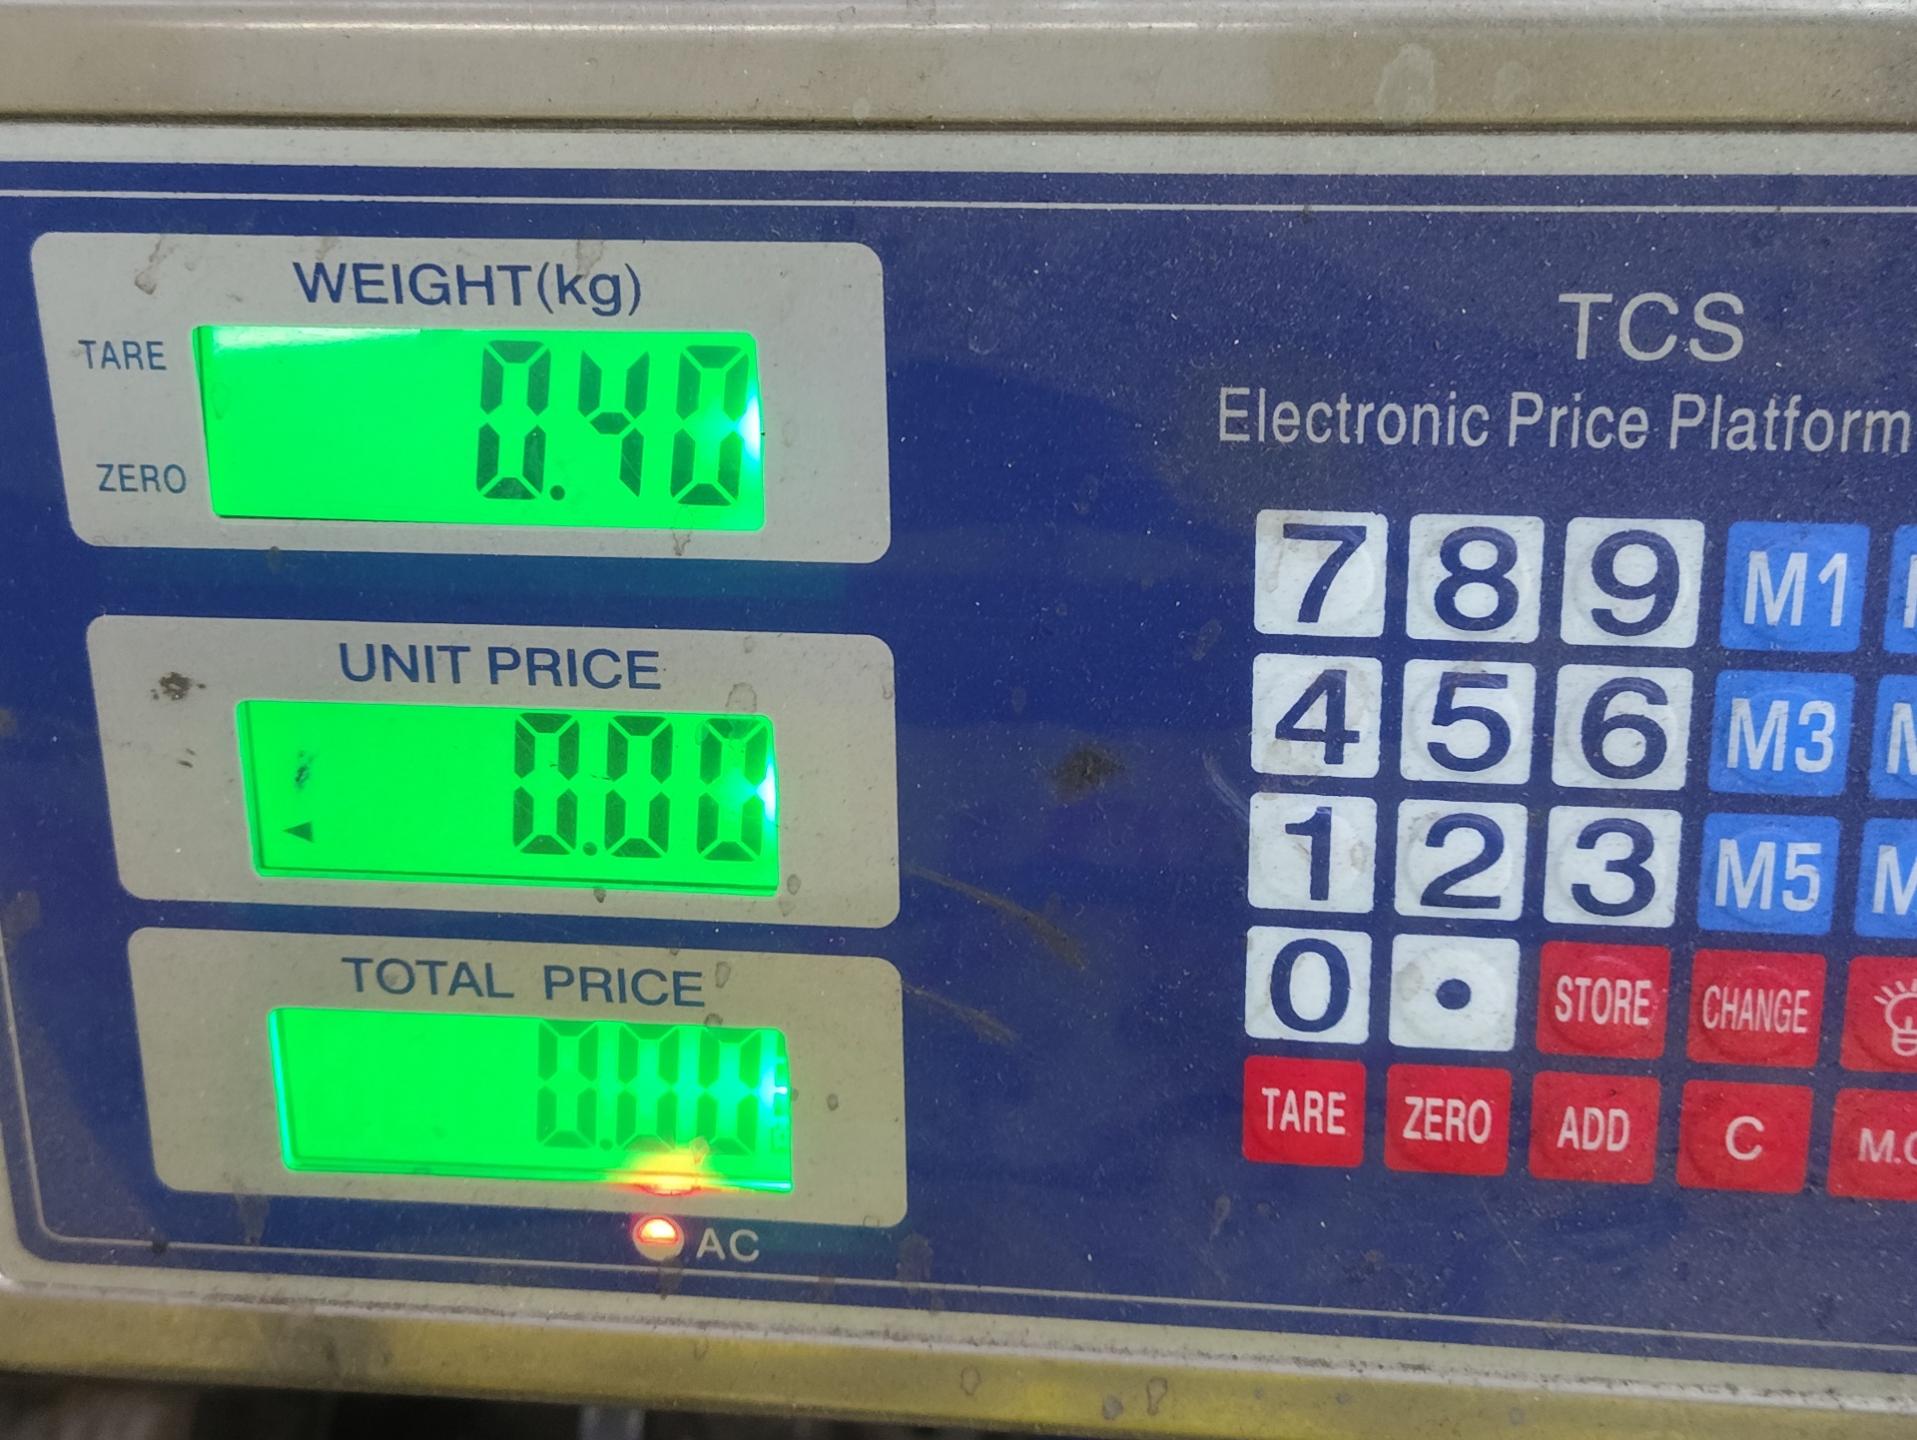 WEIGHT(kg)
TARE
0.40
ZERO
UNIT PRICE
0.00
TOTAL PRICE
0.00
AC
TCS
Electronic Price Platform
7 8 9 M1
4 5 6 M3
1 2 3 M5
0 . STORE CHANGE
TARE ZERO ADD C